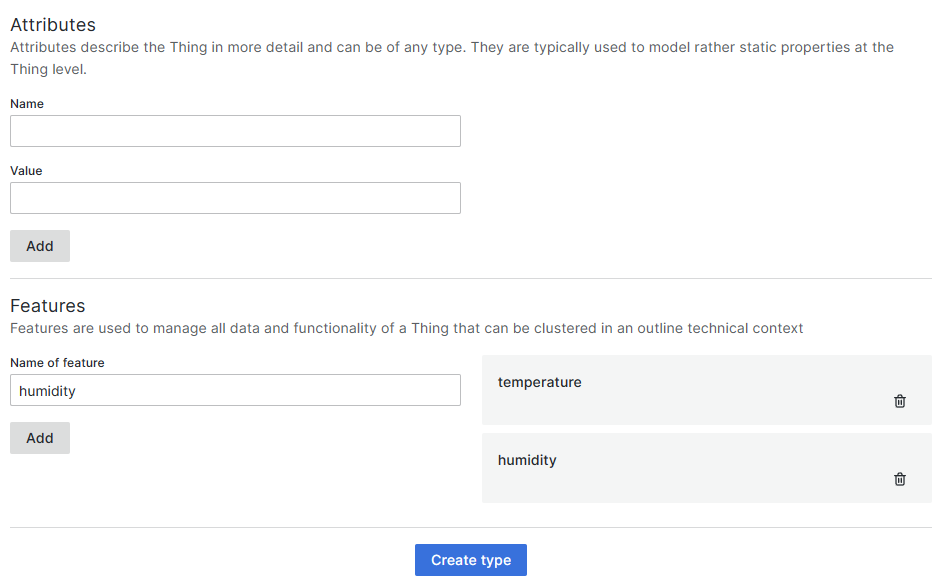 Attributes
Attributes describe the Thing in more detail and can be of any type. They are typically used to model rather static properties at the
Thing level.
Name
Value
Add
Features
Features are used to manage all data and functionality of a Thing that can be clustered in an outline technical context
Name of feature
humidity
Add
temperature
humidity
Create type